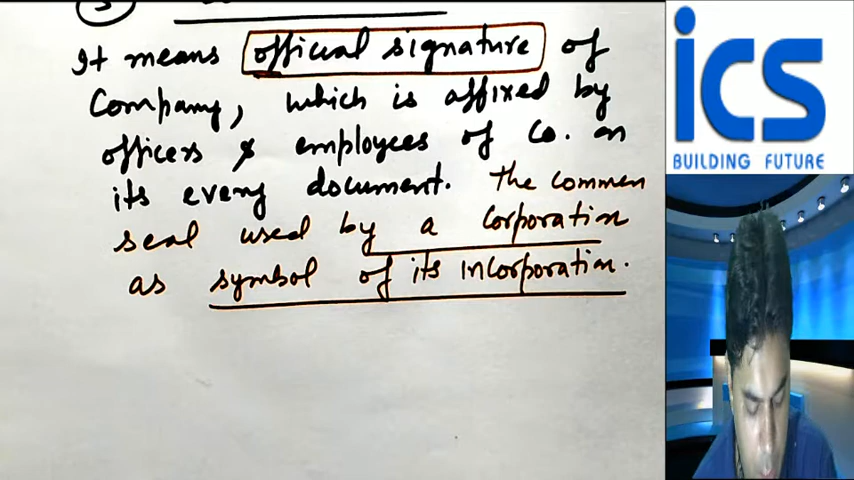 It means official signature of
Company, which is affixed by
officers & employees of Co. on
its every document. The common
seal used by a Corporation
as symbol of its incorporation.
iCS
BUILDING FUTURE